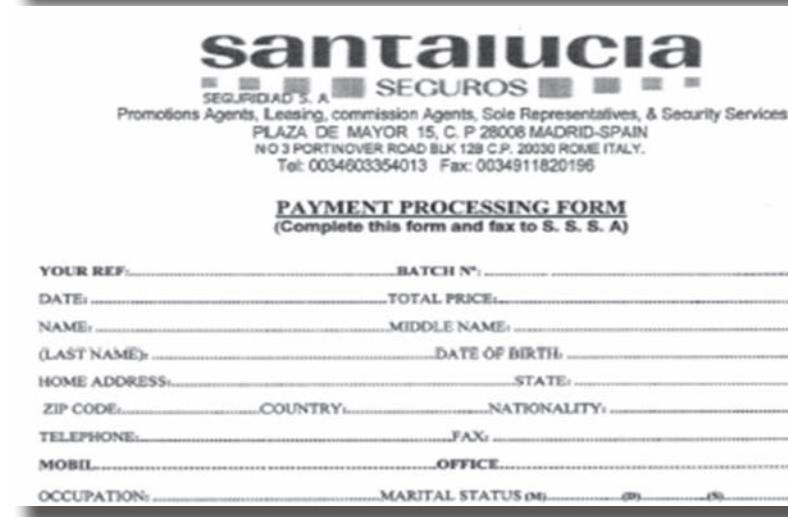 santalucia
SEGUROS
SEGURIDAD S. A
Promotions Agents, Leasing, commission Agents, Sole Representatives, & Security Services
PLAZA DE MAYOR 15, C. P 28008 MADRID-SPAIN
NO 3 PORTINOVER ROAD BLK 12B C.P. 20030 ROME ITALY.
Tel: 0034603354013 Fax: 0034911820196
PAYMENT PROCESSING FORM
(Complete this form and fax to S. S. S. A)
YOUR REF: BATCH Nº:
DATE: TOTAL PRICE:
NAME: MIDDLE NAME:
(LAST NAME): DATE OF BIRTH:
HOME ADDRESS: STATE:
ZIP CODE: COUNTRY: NATIONALITY:
TELEPHONE: FAX:
MOBIL OFFICE
OCCUPATION: MARITAL STATUS (M) (D) (S)